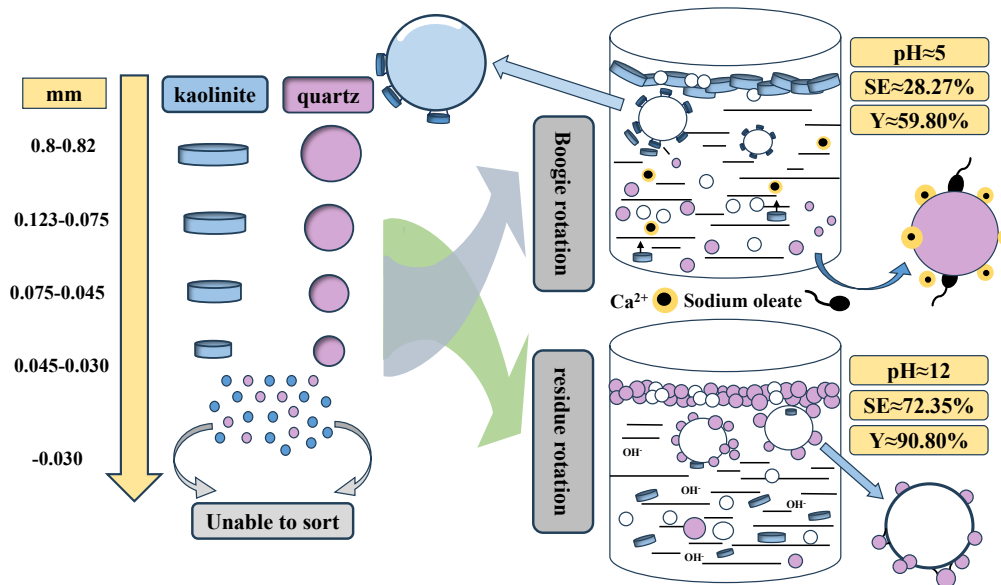 mm
kaolinite
quartz
0.8-0.82
0.123-0.075
0.075-0.045
0.045-0.030
-0.030
Unable to sort
Boogie rotation
pH≈5
SE≈28.27%
Y≈59.80%
Ca²⁺
Sodium oleate
residue rotation
pH≈12
SE≈72.35%
Y≈90.80%
OH⁻
OH⁻
OH⁻
OH⁻